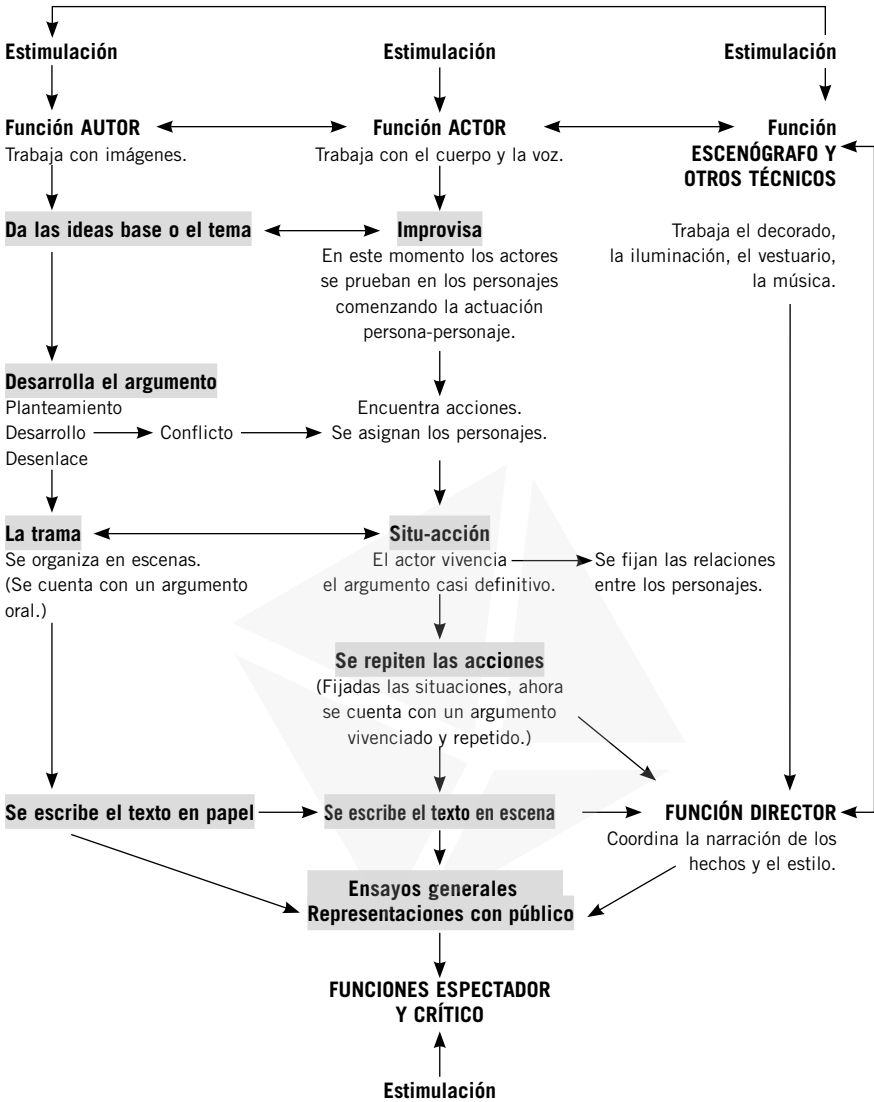 Estimulación
Estimulación
Estimulación
Función AUTOR
Trabaja con imágenes.
Función ACTOR
Trabaja con el cuerpo y la voz.
Función
ESCENÓGRAFO Y
OTROS TÉCNICOS
Da las ideas base o el tema
Improvisa
En este momento los actores
se prueban en los personajes
comenzando la actuación
persona-personaje.
Trabaja el decorado,
la iluminación, el vestuario,
la música.
Desarrolla el argumento
Planteamiento
Desarrollo
Desenlace
Conflicto
Encuentra acciones.
Se asignan los personajes.
La trama
Se organiza en escenas.
(Se cuenta con un argumento
oral.)
Situ-acción
El actor vivencia
el argumento casi definitivo.
Se fijan las relaciones
entre los personajes.
Se repiten las acciones
(Fijadas las situaciones, ahora
se cuenta con un argumento
vivenciado y repetido.)
Se escribe el texto en papel
Se escribe el texto en escena
FUNCIÓN DIRECTOR
Coordina la narración de los
hechos y el estilo.
Ensayos generales
Representaciones con público
FUNCIONES ESPECTADOR
Y CRÍTICO
Estimulación